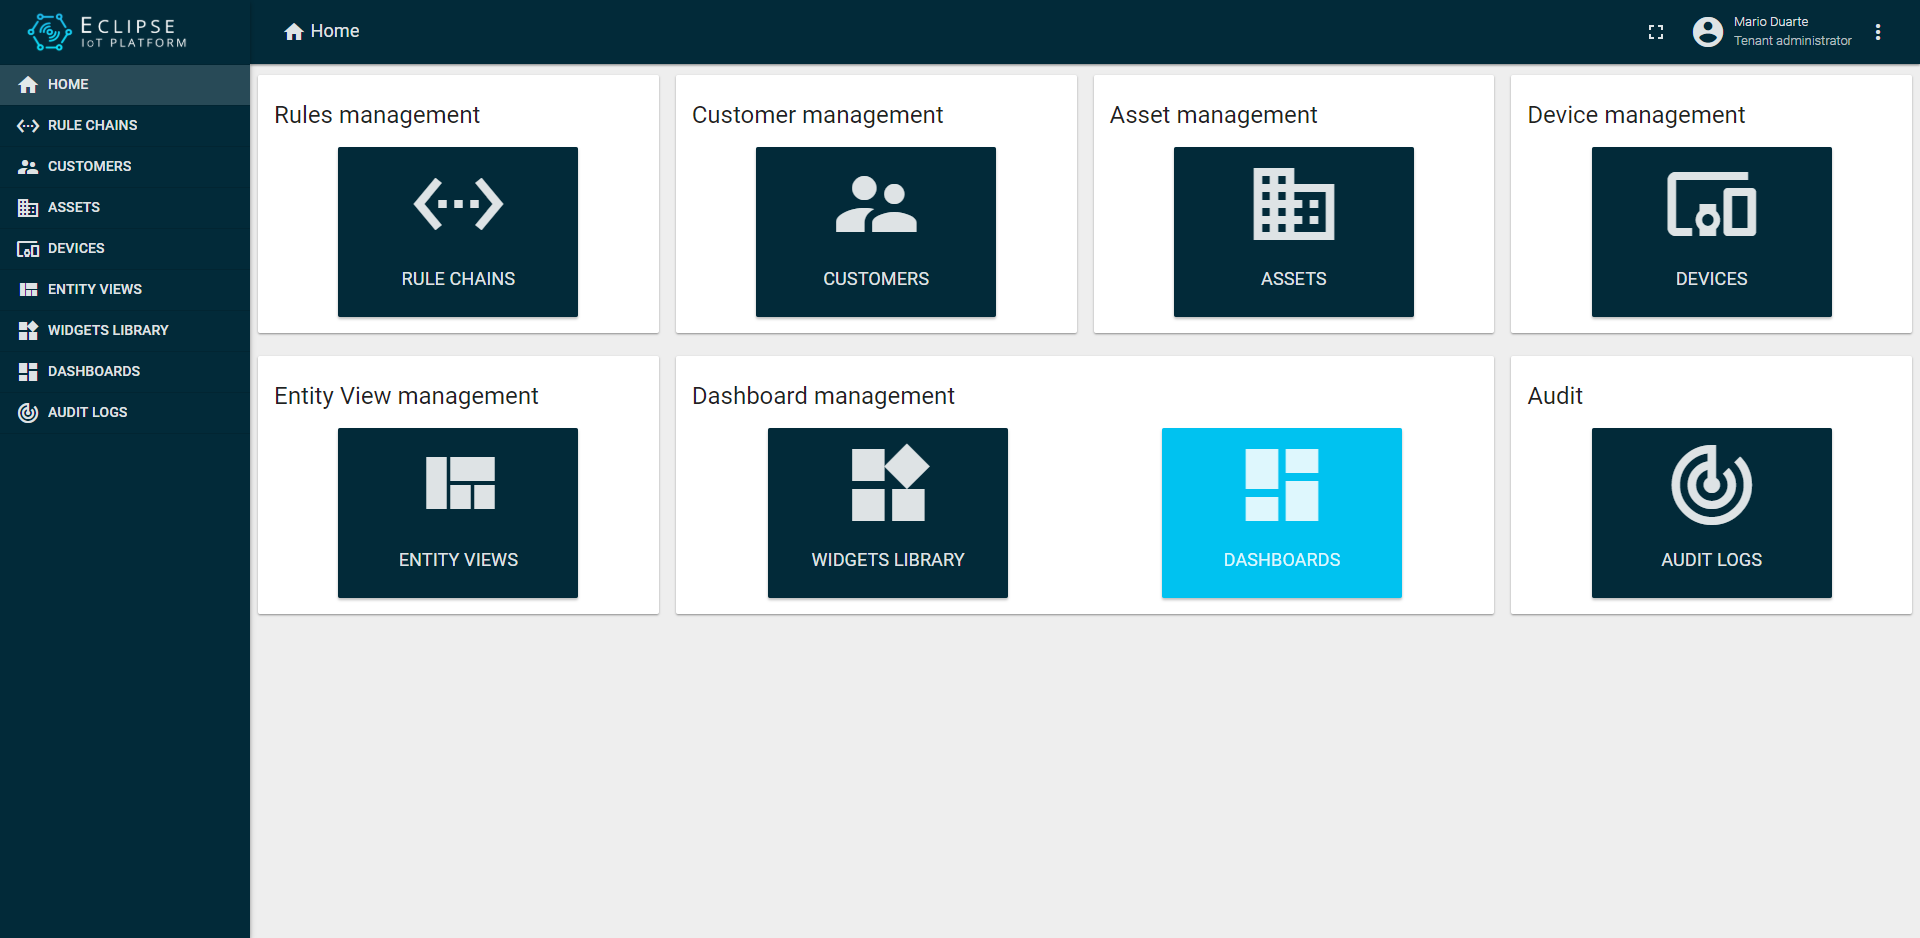 ECLIPSE
IOT PLATFORM
Home
Mario Duarte
Tenant administrator
HOME
RULE CHAINS
CUSTOMERS
ASSETS
DEVICES
ENTITY VIEWS
WIDGETS LIBRARY
DASHBOARDS
AUDIT LOGS
Rules management
RULE CHAINS
Customer management
CUSTOMERS
Asset management
ASSETS
Device management
DEVICES
Entity View management
ENTITY VIEWS
Dashboard management
WIDGETS LIBRARY
DASHBOARDS
Audit
AUDIT LOGS